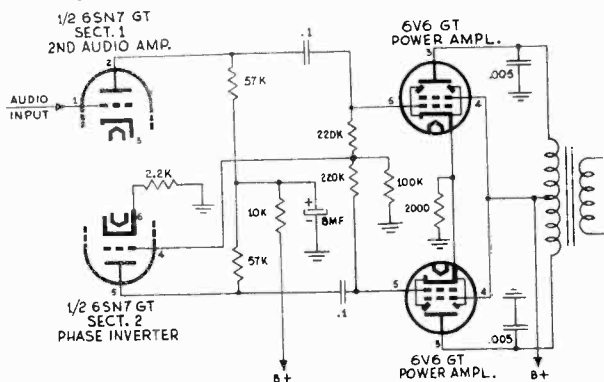 1/2 6SN7 GT
SECT. 1
2ND AUDIO AMP.
6V6 GT
POWER AMPL.
.1
2
3
.005
57K
AUDIO
INPUT
1
3
5
4
220K
2.2K
220K
100K
6
10K
+
-
8MF
2000
4
57K
5
5
4
1/2 6SN7 GT
SECT. 2
PHASE INVERTER
.1
3
.005
6V6 GT
POWER AMPL.
B+
B+